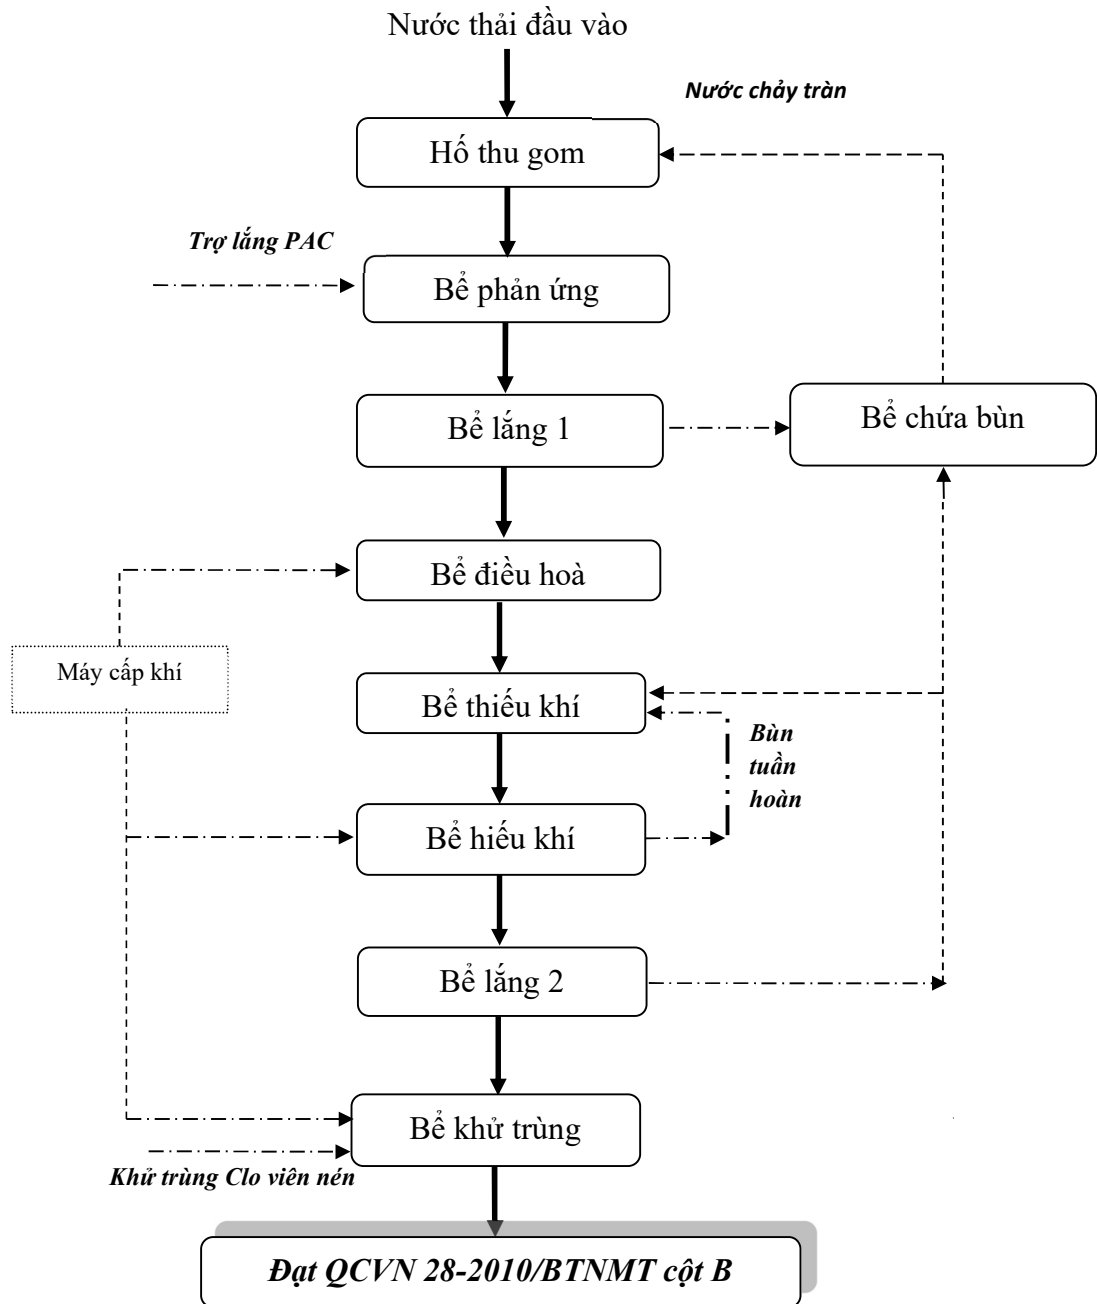 Nước thải đầu vào
Nước chảy tràn
Hố thu gom
Trợ lắng PAC
Bể phản ứng
Bể lắng 1
Bể chứa bùn
Bể điều hoà
Máy cấp khí
Bể thiếu khí
Bùn
tuần
hoàn
Bể hiếu khí
Bể lắng 2
Bể khử trùng
Khử trùng Clo viên nén
Đạt QCVN 28-2010/BTNMT cột B